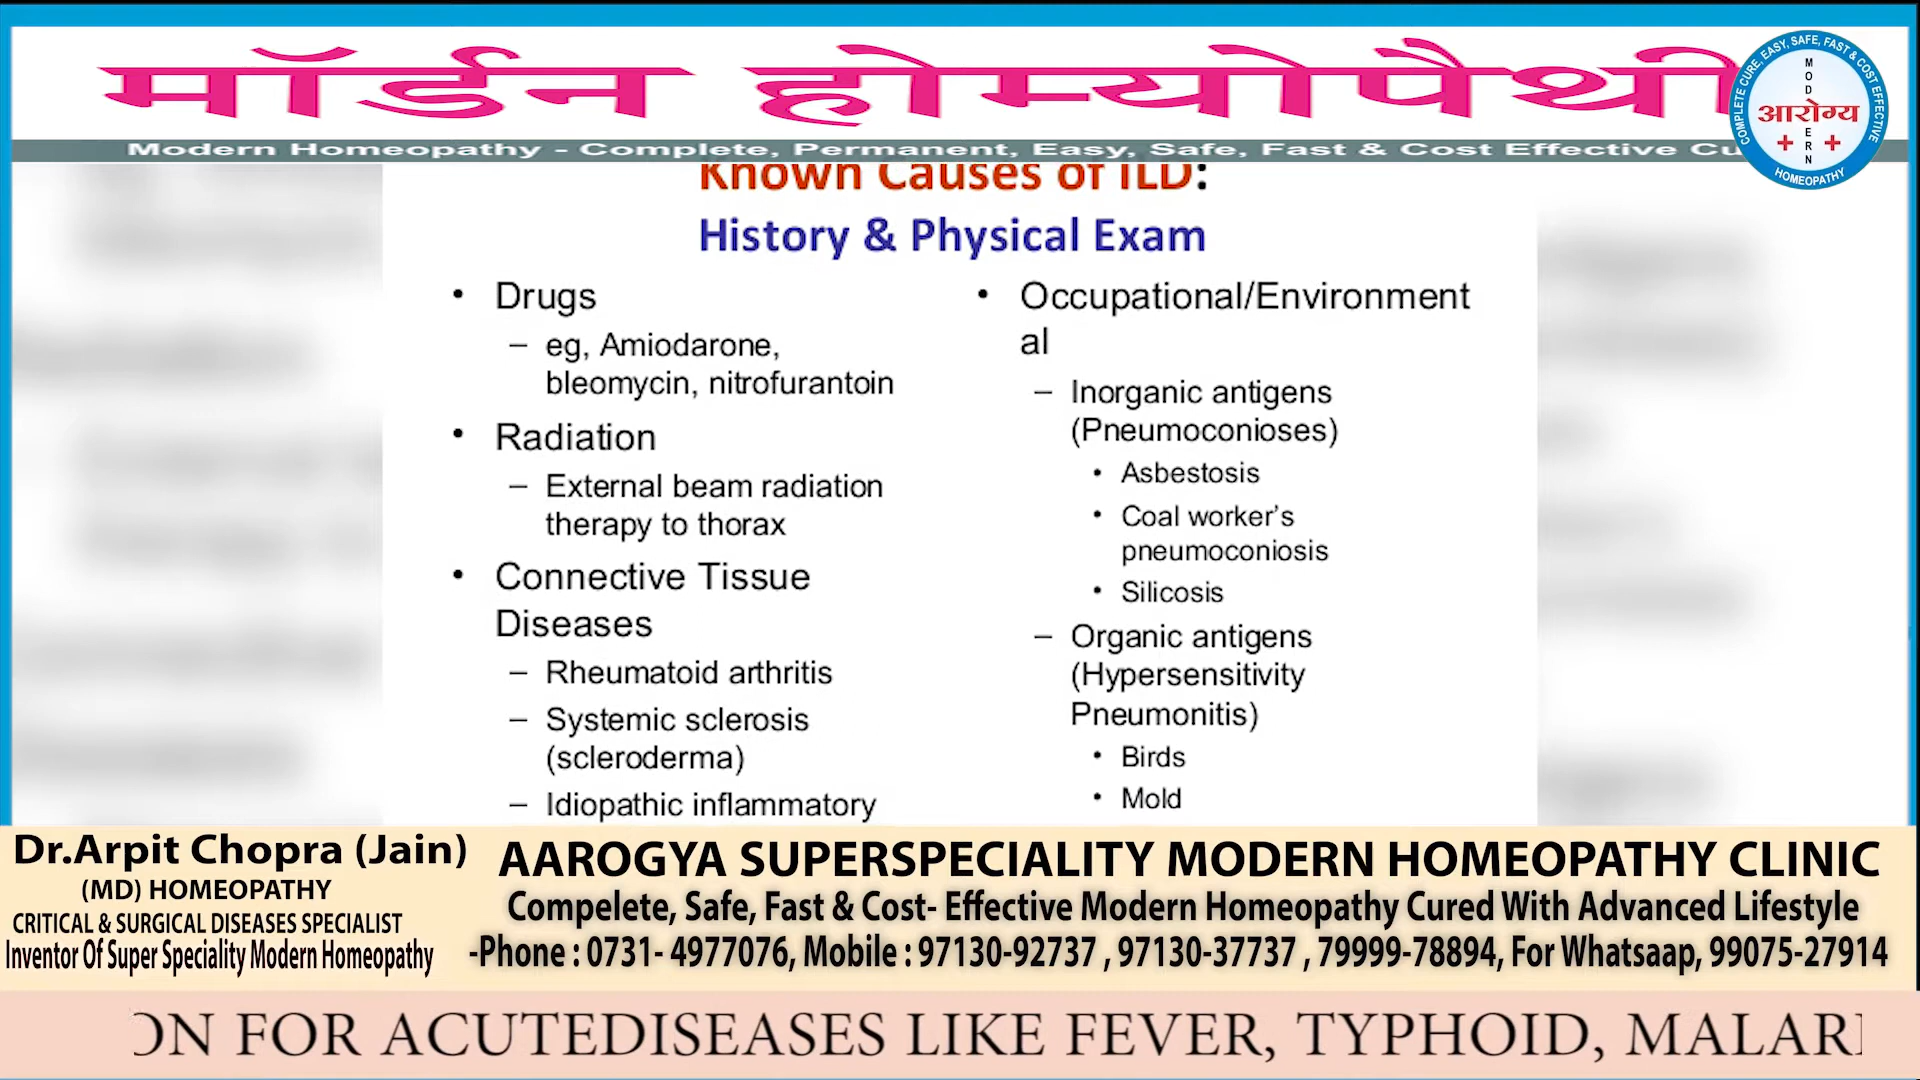 मॉर्डन होम्योपैथी
Modern Homeopathy - Complete, Permanent, Easy, Safe, Fast & Cost Effective
COMPLETE CURE, EASY, SAFE, FAST & COST EFFECTIVE
MODERN
आरोग्य
HOMEOPATHY
Known Causes of ILD:
History & Physical Exam
• Drugs
– eg, Amiodarone,
bleomycin, nitrofurantoin
• Radiation
– External beam radiation
therapy to thorax
• Connective Tissue
Diseases
– Rheumatoid arthritis
– Systemic sclerosis
(scleroderma)
– Idiopathic inflammatory
• Occupational/Environment
al
– Inorganic antigens
(Pneumoconioses)
• Asbestosis
• Coal worker’s
pneumoconiosis
• Silicosis
– Organic antigens
(Hypersensitivity
Pneumonitis)
• Birds
• Mold
Dr.Arpit Chopra (Jain)
(MD) HOMEOPATHY
CRITICAL & SURGICAL DISEASES SPECIALIST
Inventor Of Super Speciality Modern Homeopathy
AAROGYA SUPERSPECIALITY MODERN HOMEOPATHY CLINIC
Compelete, Safe, Fast & Cost- Effective Modern Homeopathy Cured With Advanced Lifestyle
-Phone : 0731- 4977076, Mobile : 97130-92737 , 97130-37737 , 79999-78894, For Whatsaap, 99075-27914
ON FOR ACUTEDISEASES LIKE FEVER, TYPHOID, MALARI